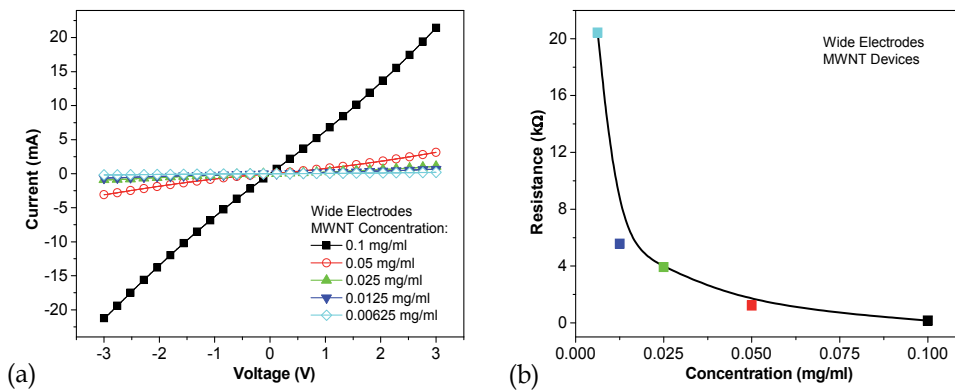 20
15
10
5
0
-5
-10
-15
-20
Current (mA)
-3 -2 -1 0 1 2 3
Voltage (V)
Wide Electrodes
MWNT Concentration:
0.1 mg/ml
0.05 mg/ml
0.025 mg/ml
0.0125 mg/ml
0.00625 mg/ml
(a)
20
16
12
8
4
0
Resistance (kΩ)
Wide Electrodes
MWNT Devices
0.000 0.025 0.050 0.075 0.100
Concentration (mg/ml)
(b)